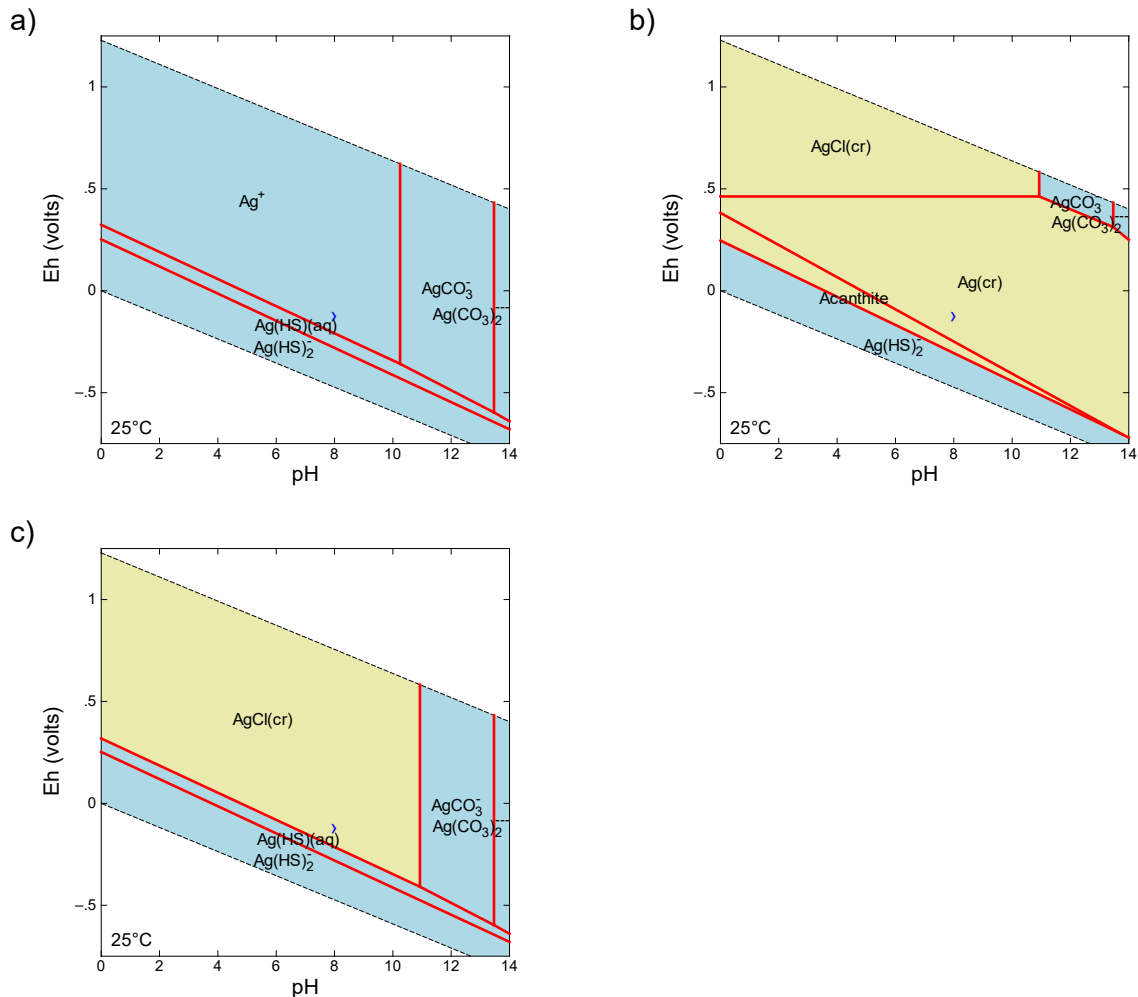 a)
1
.5
0
–.5
Eh (volts)
Ag⁺
AgCO₃⁻
Ag(CO₃)₂⁻⁻⁻
Ag(HS)(aq)
Ag(HS)₂⁻
25°C
0 2 4 6 8 10 12 14
pH
b)
1
.5
0
–.5
Eh (volts)
AgCl(cr)
AgCO₃⁻
Ag(CO₃)₂⁻⁻⁻
Ag(cr)
Acanthite
Ag(HS)₂⁻
25°C
0 2 4 6 8 10 12 14
pH
c)
1
.5
0
–.5
Eh (volts)
AgCl(cr)
AgCO₃⁻
Ag(CO₃)₂⁻⁻⁻
Ag(HS)(aq)
Ag(HS)₂⁻
25°C
0 2 4 6 8 10 12 14
pH